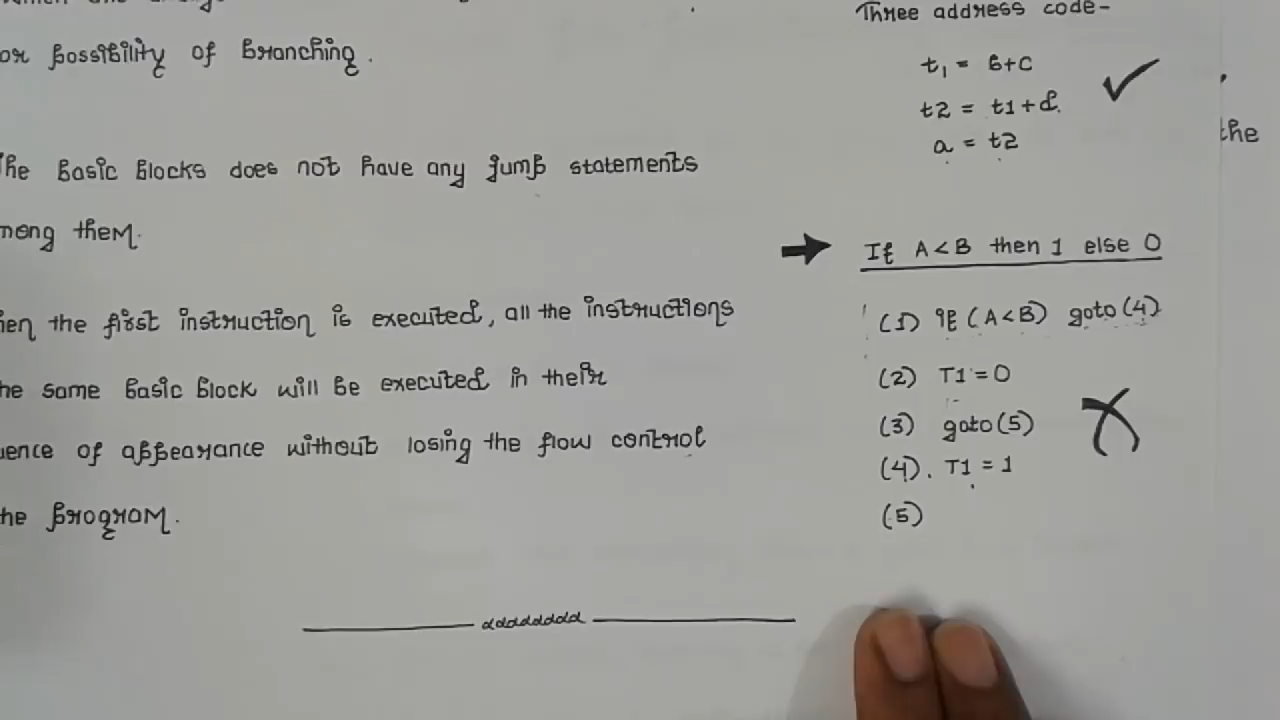 or possibility of Branching.
The Basic Blocks does not have any jump statements
among them.
the first instruction is executed, all the instructions
same Basic Block will be executed in their
of appearance without losing the flow control
the program.
Three address code-
t1 = B+C
t2 = t1+d
a = t2
the
If A<B then 1 else 0
(1) IF (A<B) goto (4)
(2) T1 = 0
(3) goto (5)
(4). T1 = 1
(5)